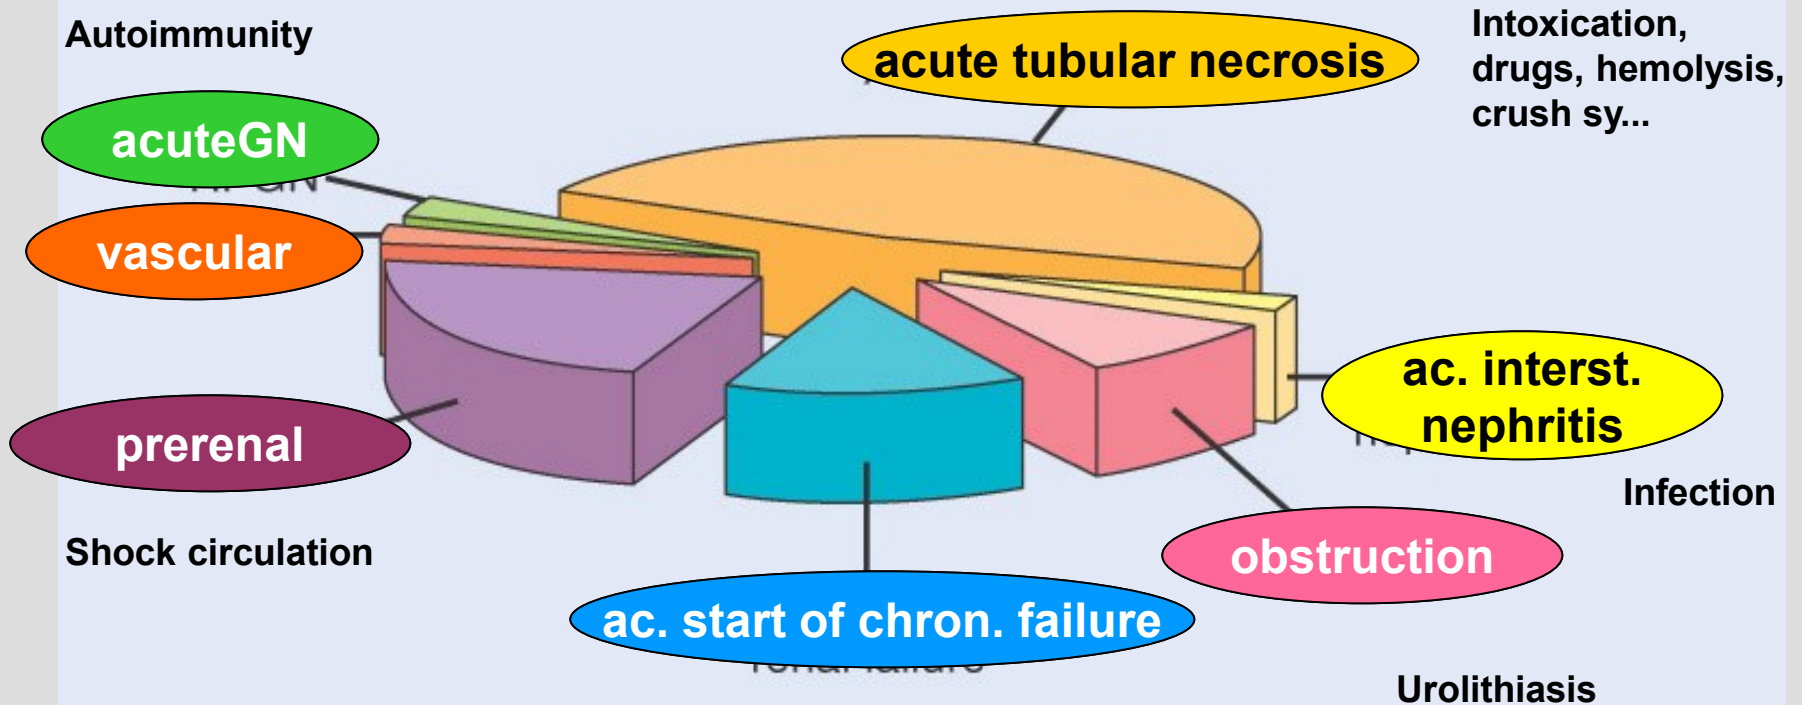 Autoimmunity
acute tubular necrosis
Intoxication,
drugs, hemolysis,
crush sy...
acuteGN
vascular
prerenal
ac. interst.
nephritis
Infection
Shock circulation
obstruction
ac. start of chron. failure
Urolithiasis